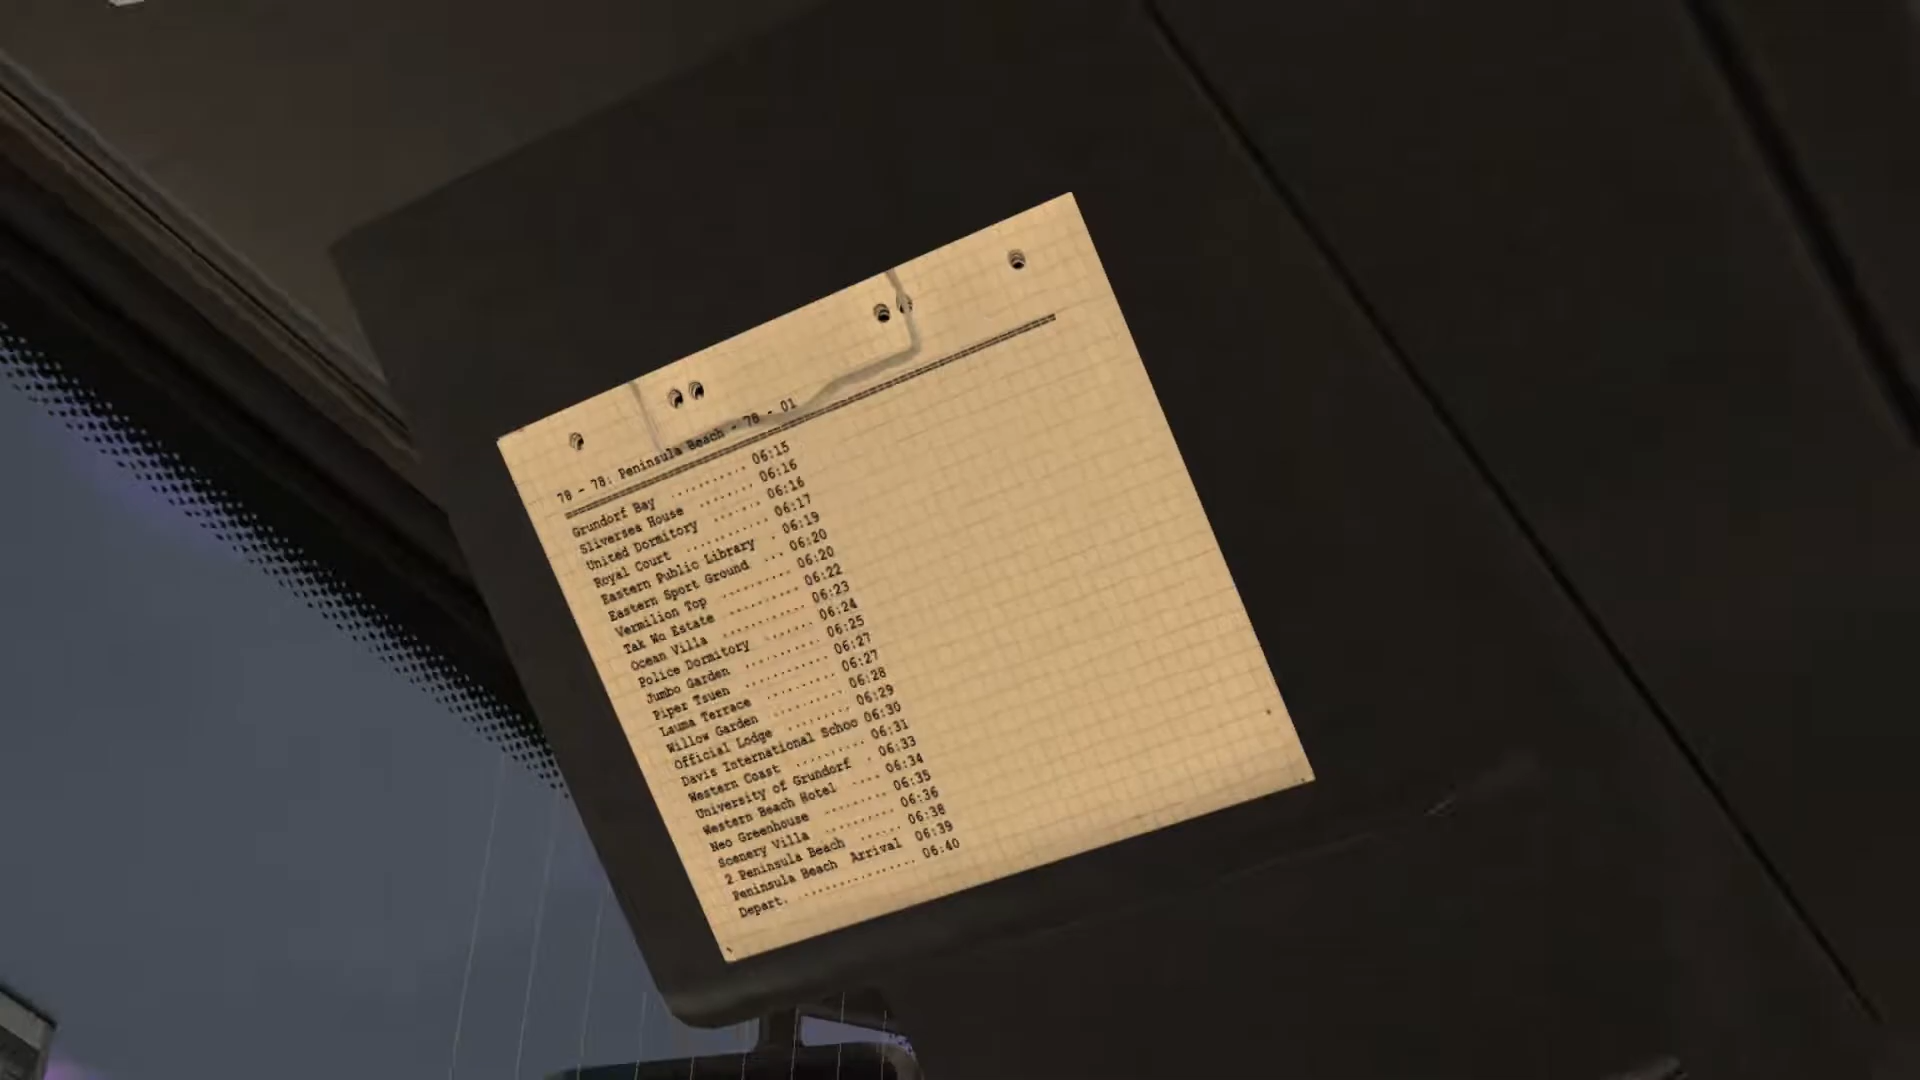 78 - 78: Peninsula Beach - 78 - 01
Grundorf Bay ·········· 06:15
Sliversea House ········ 06:16
United Dormitory ······· 06:16
Royal Court ············ 06:17
Eastern Public Library · 06:19
Eastern Sport Ground ··· 06:20
Vermilion Top ·········· 06:20
Tak Wo Estate ·········· 06:22
Ocean Villa ············ 06:23
Police Dormitory ······· 06:24
Jumbo Garden ··········· 06:25
Piper Tsuen ············ 06:27
Lauma Terrace ·········· 06:27
Willow Garden ·········· 06:28
Official Lodge ········· 06:29
Davis International Schoo 06:30
Western Coast ·········· 06:31
University of Grundorf · 06:33
Western Beach Hotel ···· 06:34
Neo Greenhouse ········· 06:35
Scenery Villa ·········· 06:36
2 Peninsula Beach ······ 06:38
Peninsula Beach Arrival 06:39
Depart. ················ 06:40